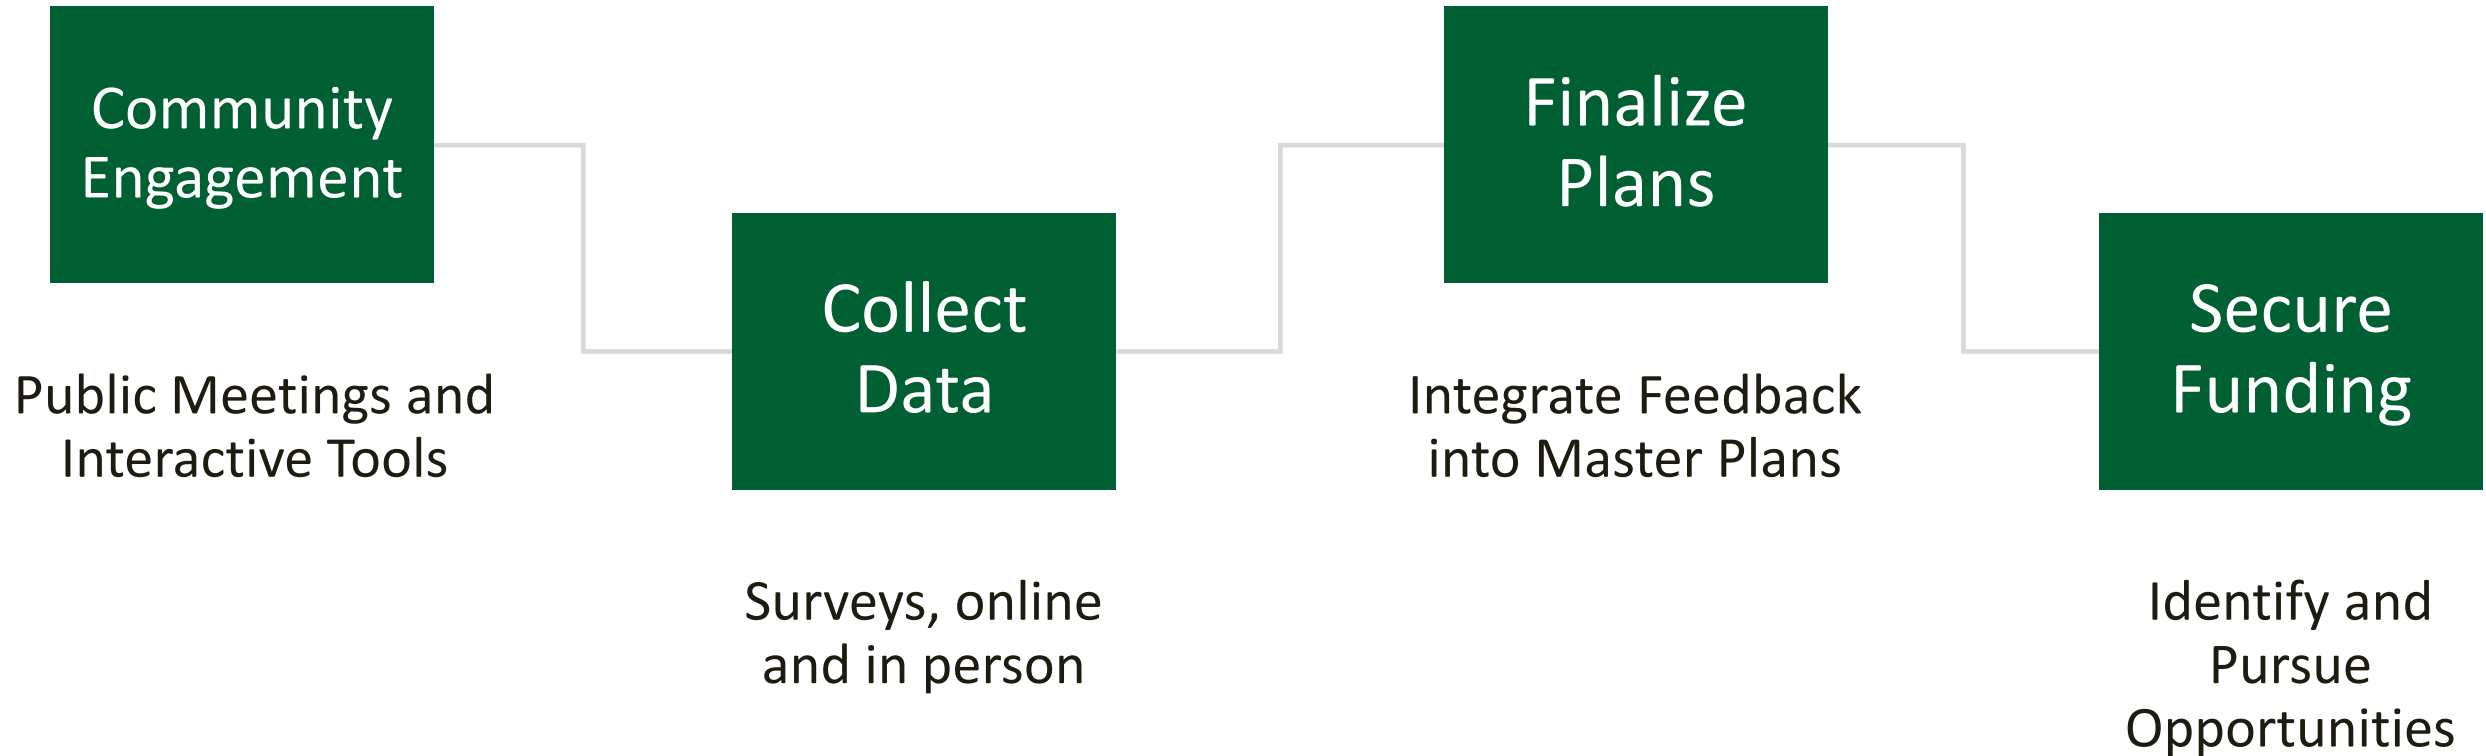 Community
Engagement
Public Meetings and
Interactive Tools
Collect
Data
Surveys, online
and in person
Finalize
Plans
Integrate Feedback
into Master Plans
Secure
Funding
Identify and
Pursue
Opportunities